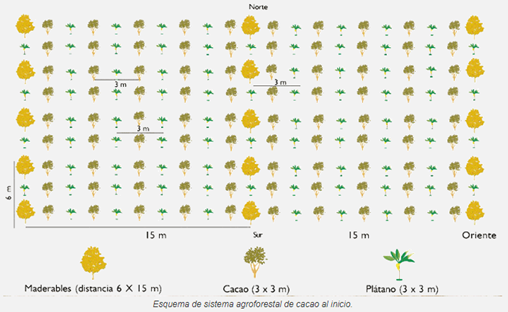 Norte
3 m
3 m
3 m
6 m
15 m
Sur
15 m
Oriente
Maderables (distancia 6 X 15 m)
Cacao (3 x 3 m)
Plátano (3 x 3 m)
Esquema de sistema agroforestal de cacao al inicio.